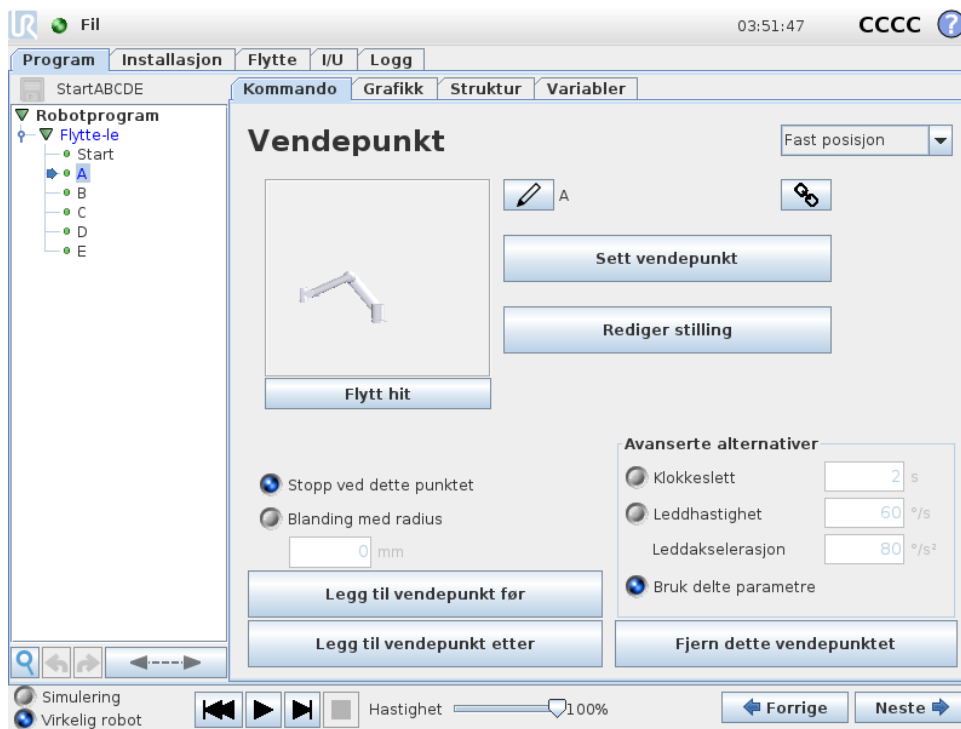 UR Fil 03:51:47 CCCC ?
Program Installasjon Flytte I/U Logg
StartABCDE
Kommando Grafikk Struktur Variabler
Robotprogram
Flytte-le
Start
A
B
C
D
E
Vendepunkt
Fast posisjon
A
Sett vendepunkt
Rediger stilling
Flytt hit
Stopp ved dette punktet
Blanding med radius
0 mm
Avanserte alternativer
Klokkeslett 2 s
Leddhastighet 60 °/s
Leddakselerasjon 80 °/s²
Bruk delte parametre
Legg til vendepunkt før
Legg til vendepunkt etter
Fjern dette vendepunktet
Simulering
Virkelig robot
Hastighet 100%
Forrige Neste